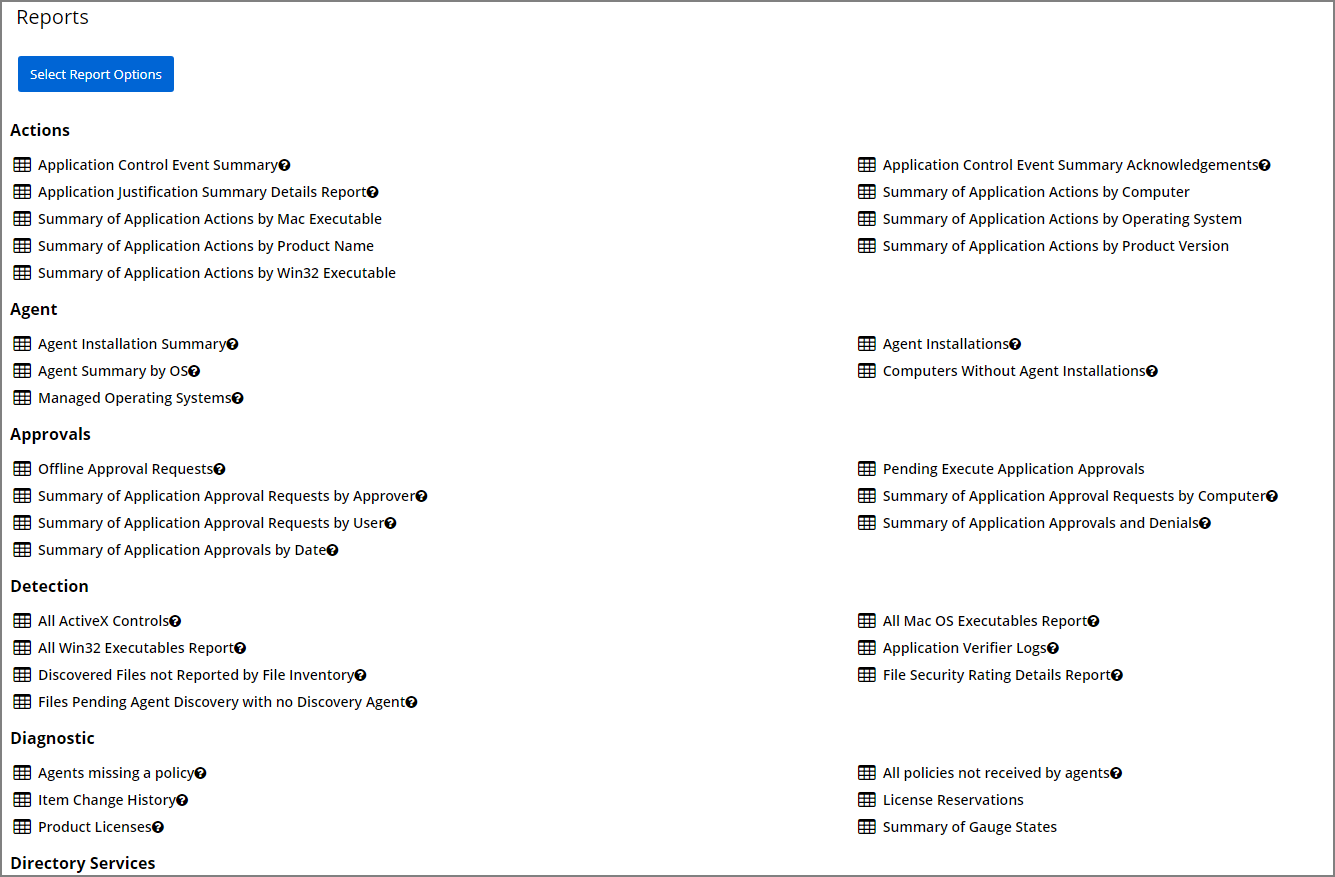 Reports
Select Report Options
Actions
Application Control Event Summary
Application Control Event Summary Acknowledgements
Application Justification Summary Details Report
Summary of Application Actions by Computer
Summary of Application Actions by Mac Executable
Summary of Application Actions by Operating System
Summary of Application Actions by Product Name
Summary of Application Actions by Product Version
Summary of Application Actions by Win32 Executable
Agent
Agent Installation Summary
Agent Installations
Agent Summary by OS
Computers Without Agent Installations
Managed Operating Systems
Approvals
Offline Approval Requests
Pending Execute Application Approvals
Summary of Application Approval Requests by Approver
Summary of Application Approval Requests by Computer
Summary of Application Approval Requests by User
Summary of Application Approvals and Denials
Summary of Application Approvals by Date
Detection
All ActiveX Controls
All Mac OS Executables Report
All Win32 Executables Report
Application Verifier Logs
Discovered Files not Reported by File Inventory
File Security Rating Details Report
Files Pending Agent Discovery with no Discovery Agent
Diagnostic
Agents missing a policy
All policies not received by agents
Item Change History
License Reservations
Product Licenses
Summary of Gauge States
Directory Services